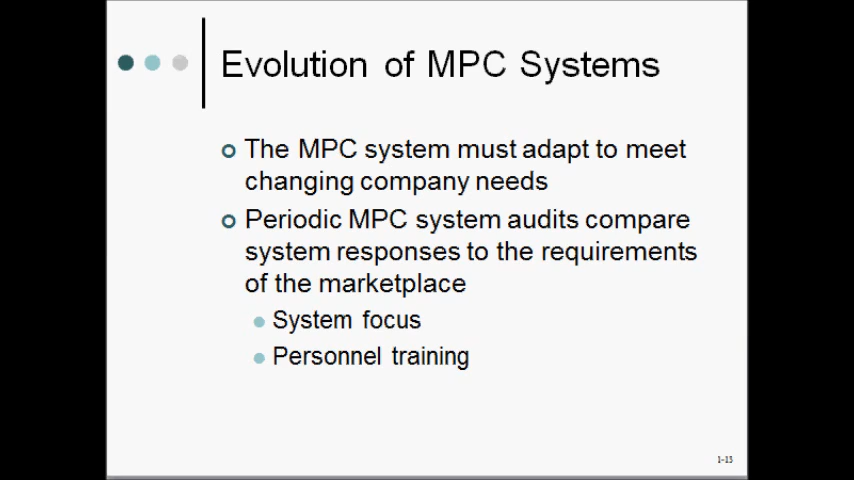 Evolution of MPC Systems
The MPC system must adapt to meet
changing company needs
Periodic MPC system audits compare
system responses to the requirements
of the marketplace
System focus
Personnel training
1-13